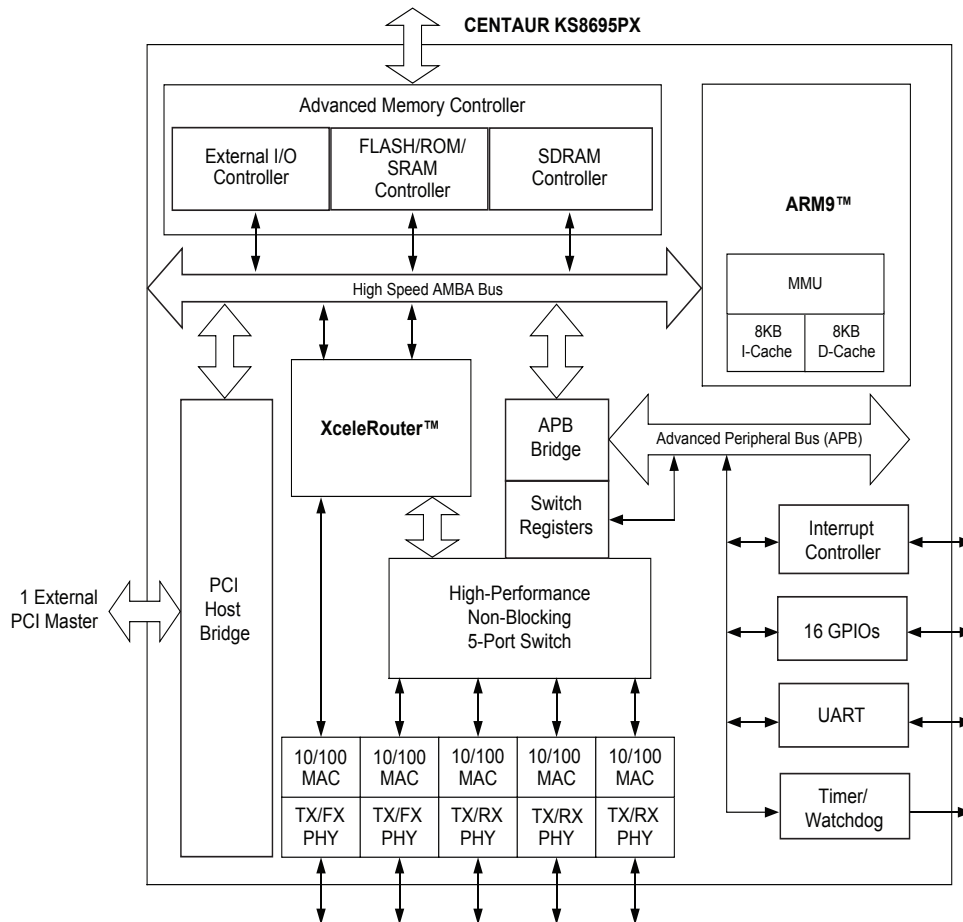 CENTAUR KS8695PX
Advanced Memory Controller
External I/O
Controller
FLASH/ROM/
SRAM
Controller
SDRAM
Controller
ARM9™
MMU
8KB
I-Cache
8KB
D-Cache
High Speed AMBA Bus
XceleRouter™
APB
Bridge
Advanced Peripheral Bus (APB)
Switch
Registers
Interrupt
Controller
1 External
PCI Master
PCI
Host
Bridge
High-Performance
Non-Blocking
5-Port Switch
16 GPIOs
UART
Timer/
Watchdog
10/100
MAC
10/100
MAC
10/100
MAC
10/100
MAC
10/100
MAC
TX/FX
PHY
TX/FX
PHY
TX/RX
PHY
TX/RX
PHY
TX/RX
PHY